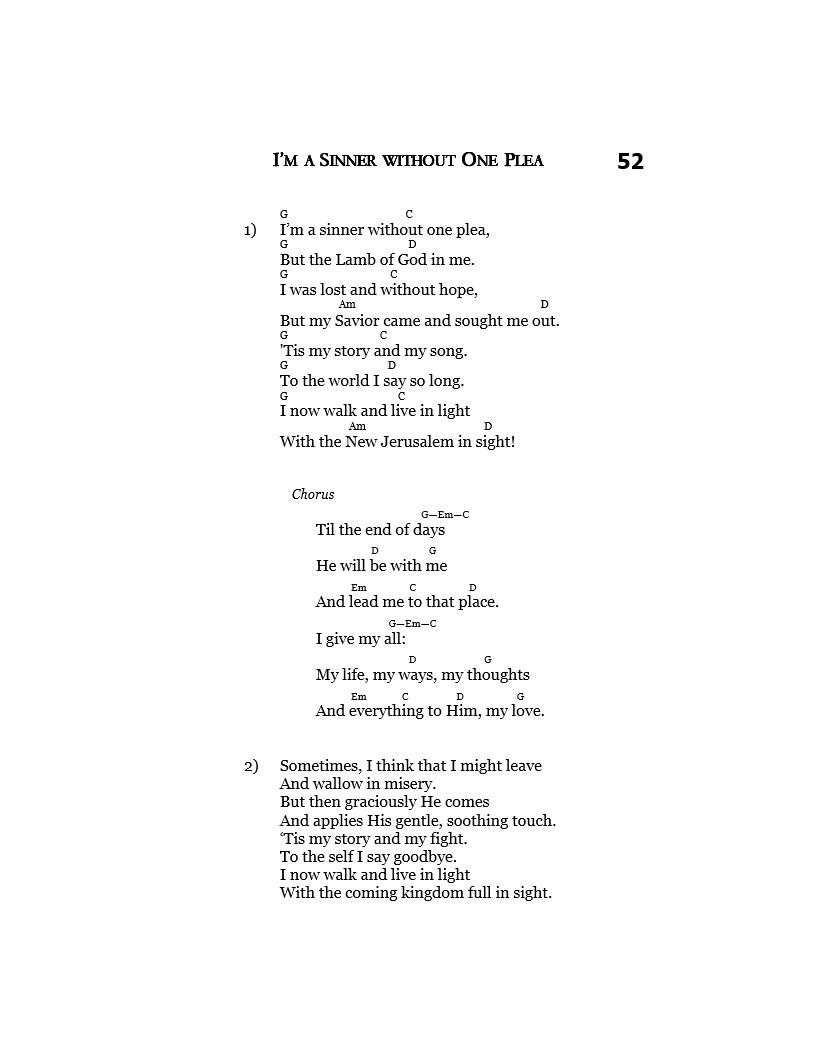 I'M A SINNER WITHOUT ONE PLEA 52
G C
1) I'm a sinner without one plea,
G D
But the Lamb of God in me.
G C
I was lost and without hope,
Am D
But my Savior came and sought me out.
G C
'Tis my story and my song.
G D
To the world I say so long.
G C
I now walk and live in light
Am D
With the New Jerusalem in sight!
Chorus
G—Em—C
Til the end of days
D G
He will be with me
Em C D
And lead me to that place.
G—Em—C
I give my all:
D G
My life, my ways, my thoughts
Em C D G
And everything to Him, my love.
2) Sometimes, I think that I might leave
And wallow in misery.
But then graciously He comes
And applies His gentle, soothing touch.
‘Tis my story and my fight.
To the self I say goodbye.
I now walk and live in light
With the coming kingdom full in sight.